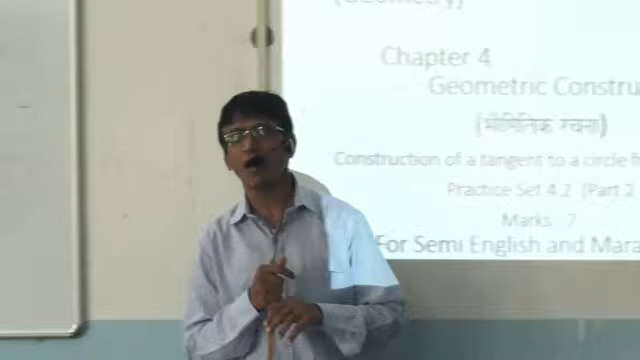 (Geometry)
Chapter 4
Geometric Constru
(भौमितिक रचना)
Construction of a tangent to a circle f
Practice Set 4.2 (Part 2
Marks 7
For Semi English and Mara